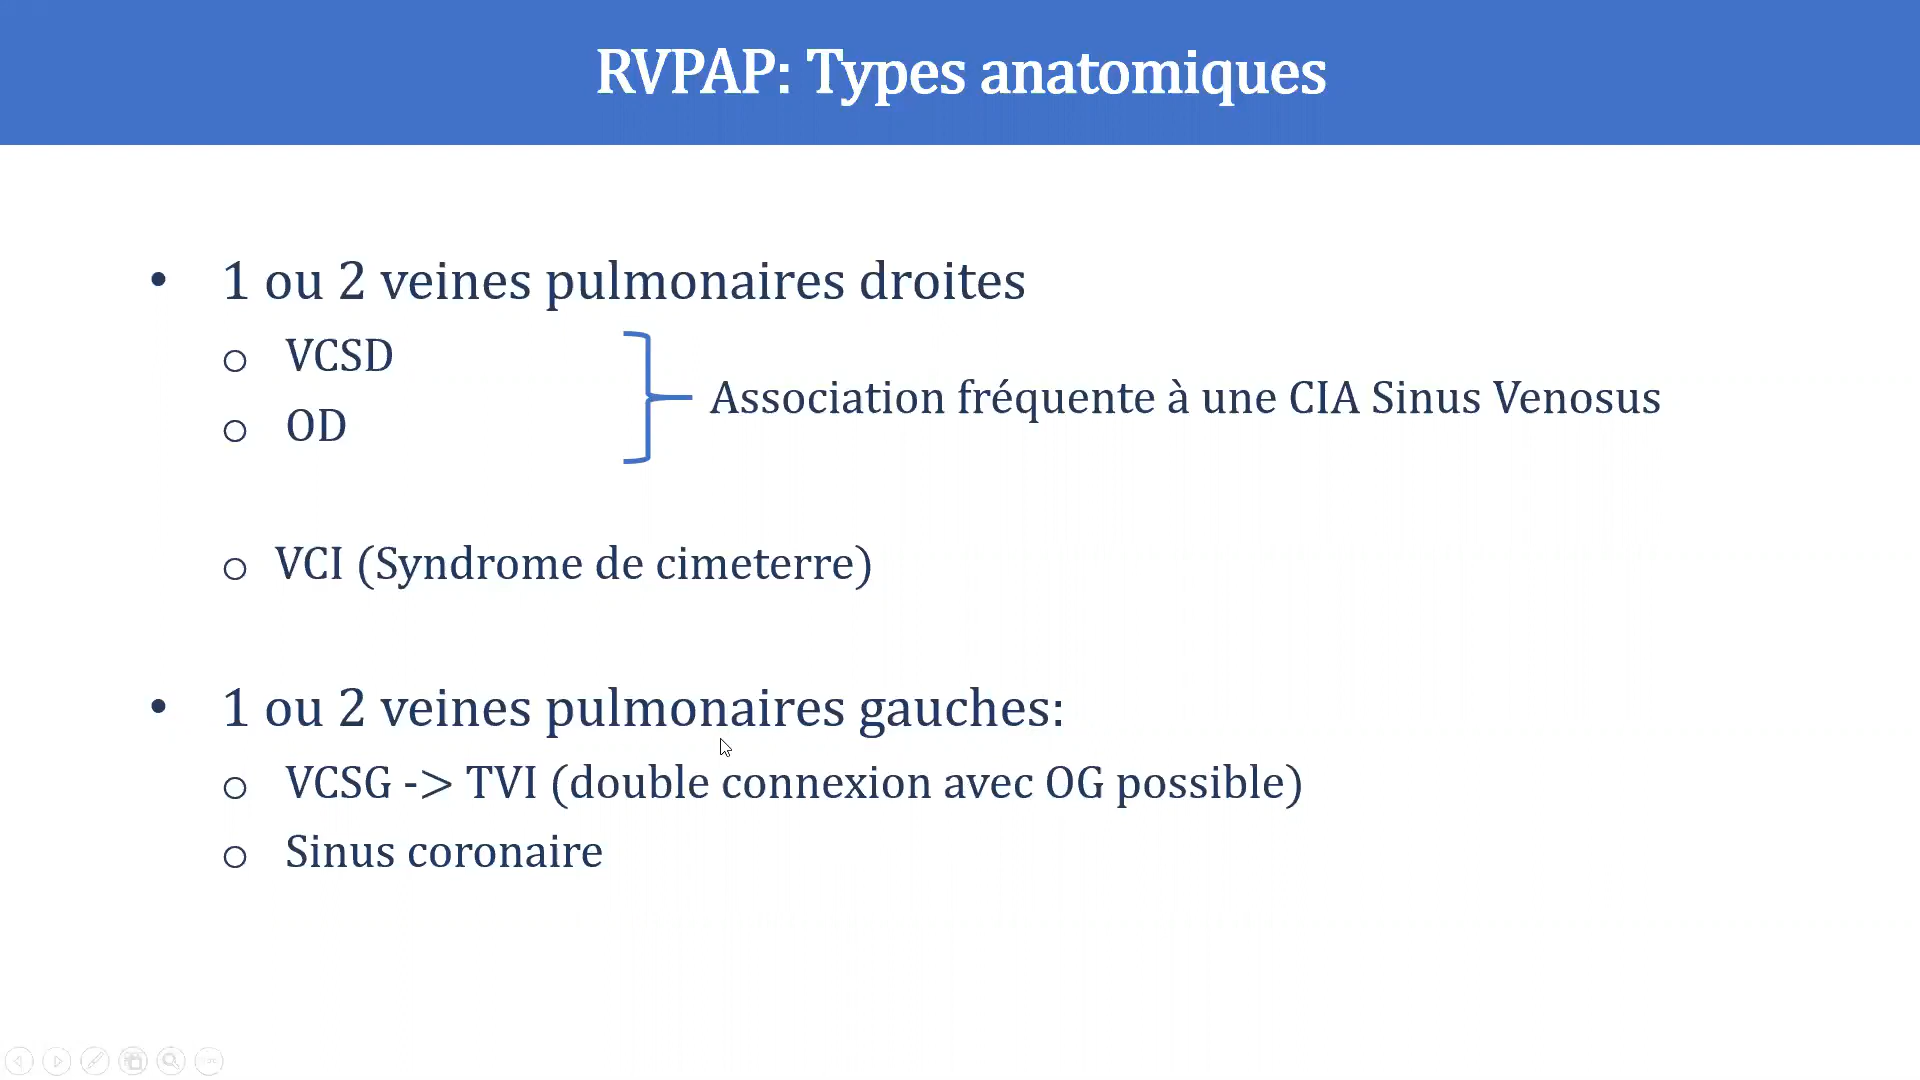 RVPAP: Types anatomiques
• 1 ou 2 veines pulmonaires droites
o VCSD
o OD
Association fréquente à une CIA Sinus Venosus
o VCI (Syndrome de cimeterre)
• 1 ou 2 veines pulmonaires gauches:
o VCSG -> TVI (double connexion avec OG possible)
o Sinus coronaire